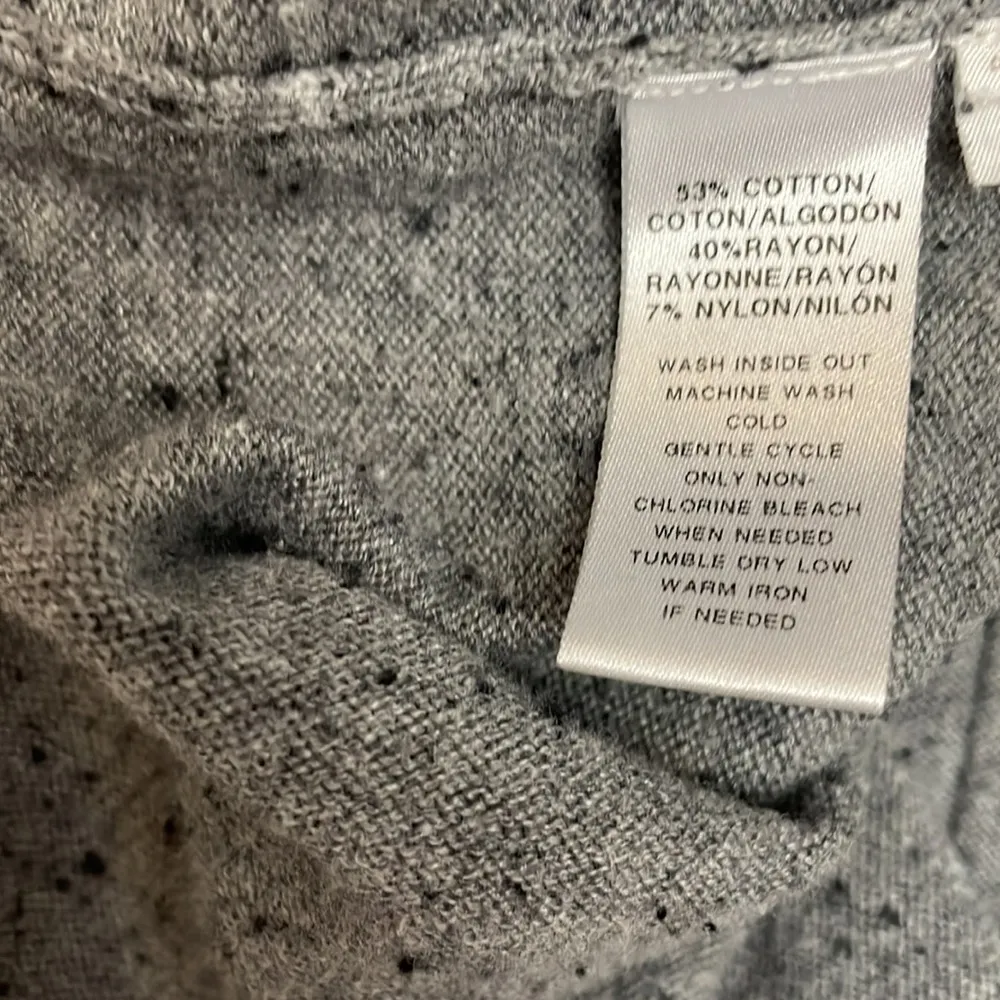 53% COTTON/
COTON/ALGODÓN
40%RAYON/
RAYONNE/RAYÓN
7% NYLON/NILÓN
WASH INSIDE OUT
MACHINE WASH
COLD
GENTLE CYCLE
ONLY NON-
CHLORINE BLEACH
WHEN NEEDED
TUMBLE DRY LOW
WARM IRON
IF NEEDED